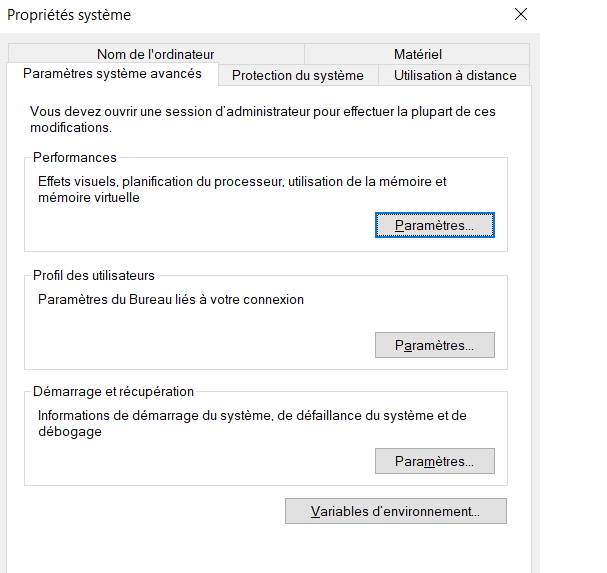 Propriétés système
Nom de l'ordinateur
Matériel
Paramètres système avancés
Protection du système
Utilisation à distance
Vous devez ouvrir une session d'administrateur pour effectuer la plupart de ces
modifications.
Performances
Effets visuels, planification du processeur, utilisation de la mémoire et
mémoire virtuelle
Paramètres...
Profil des utilisateurs
Paramètres du Bureau liés à votre connexion
Paramètres...
Démarrage et récupération
Informations de démarrage du système, de défaillance du système et de
débogage
Paramètres...
Variables d'environnement...